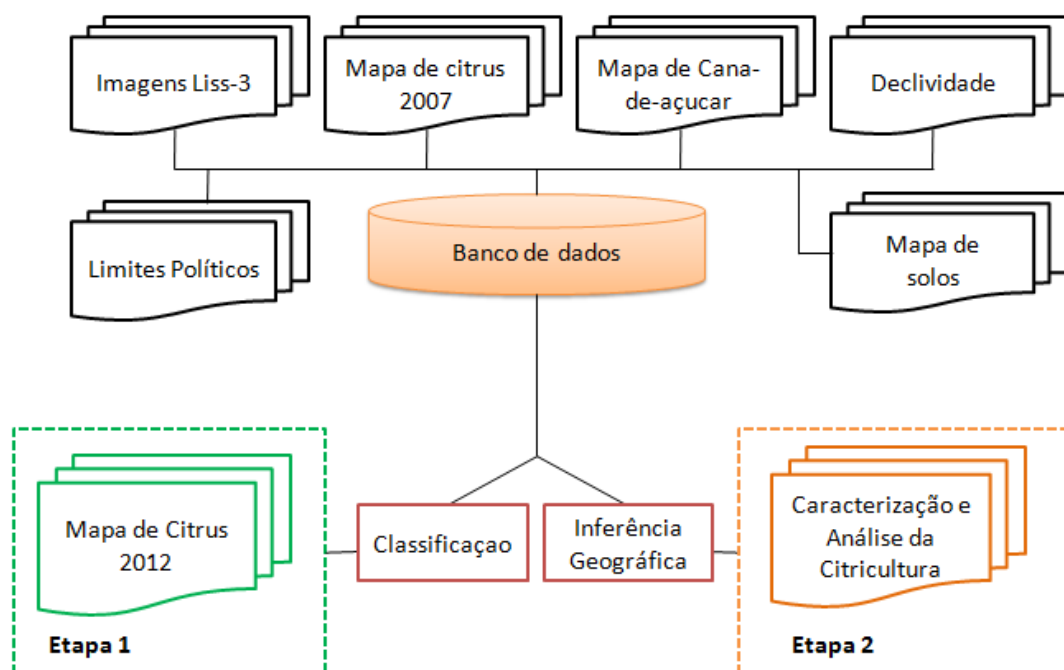 Imagens Liss-3
Mapa de citrus
2007
Mapa de Cana-
de-açucar
Declividade
Limites Políticos
Banco de dados
Mapa de
solos
Mapa de Citrus
2012
Etapa 1
Classificaçao
Inferência
Geográfica
Caracterização e
Análise da
Citricultura
Etapa 2